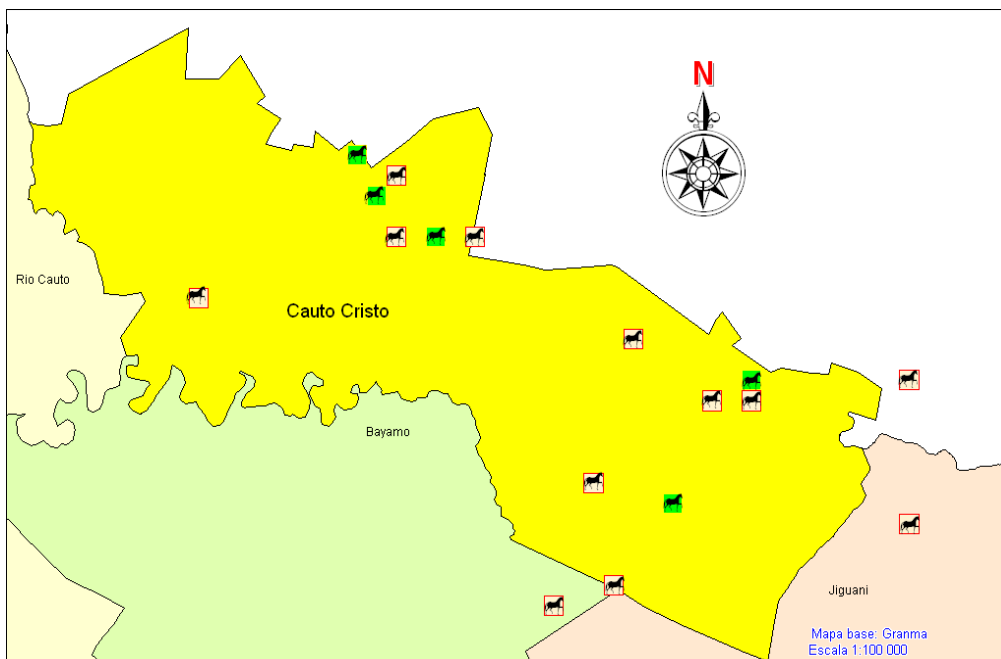 N
Rio Cauto
Cauto Cristo
Bayamo
Jiguani
Mapa base: Granma
Escala 1:100 000